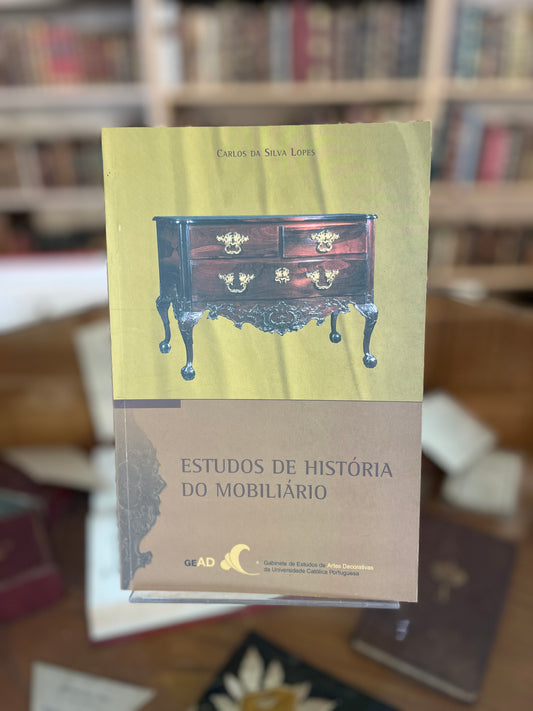 Carlos da Silva Lopes
ESTUDOS DE HISTÓRIA
DO MOBILIÁRIO
GEAD
Gabinete de Estudos de Artes Decorativas
da Universidade Católica Portuguesa